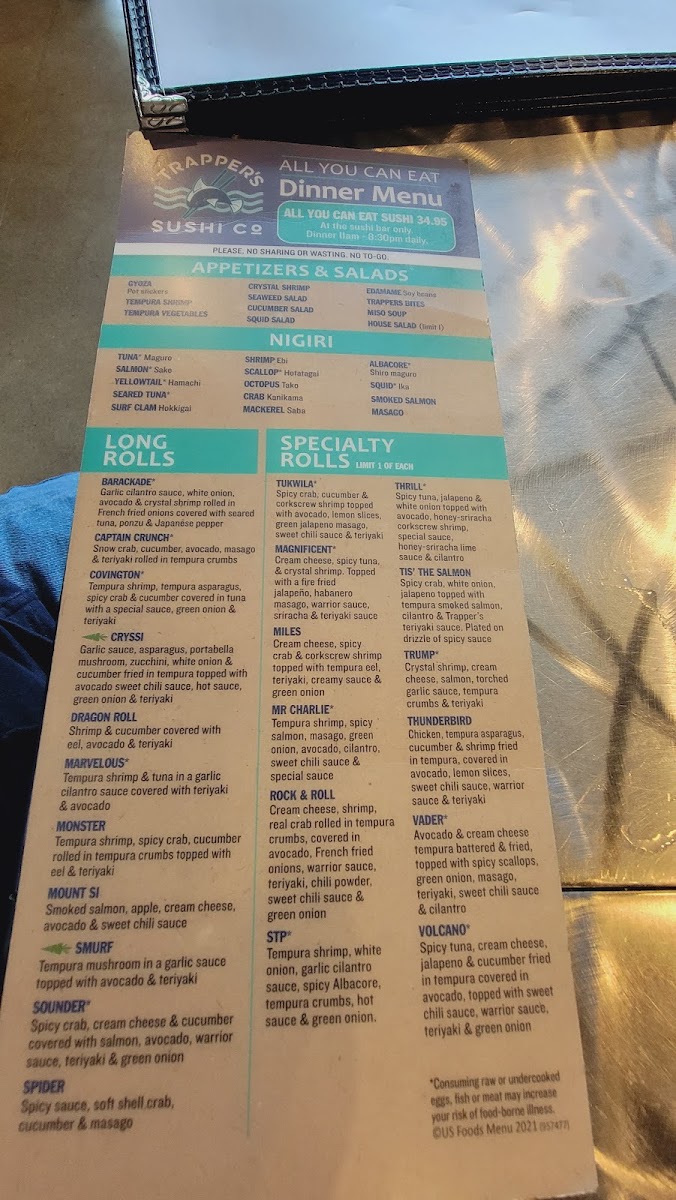 TRAPPER'S
SUSHI Co
ALL YOU CAN EAT
Dinner Menu
ALL YOU CAN EAT SUSHI 34.95
At the sushi bar only.
Dinner 11am - 8:30pm daily.
PLEASE, NO SHARING OR WASTING. NO TO-GO.
APPETIZERS & SALADS
GYOZA
Pot stickers
TEMPURA SHRIMP
TEMPURA VEGETABLES
CRYSTAL SHRIMP
SEAWEED SALAD
CUCUMBER SALAD
SQUID SALAD
EDAMAME Soy beans
TRAPPERS BITES
MISO SOUP
HOUSE SALAD (limit 1)
NIGIRI
TUNA* Maguro
SALMON* Sake
YELLOWTAIL* Hamachi
SEARED TUNA*
SURF CLAM Hokkigai
SHRIMP Ebi
SCALLOP* Hotatagai
OCTOPUS Tako
CRAB Kanikama
MACKEREL Saba
ALBACORE*
Shiro maguro
SQUID* Ika
SMOKED SALMON
MASAGO
LONG
ROLLS
BARACKADE*
Garlic cilantro sauce, white onion,
avocado & crystal shrimp rolled in
French fried onions covered with seared
tuna, ponzu & Japanese pepper
CAPTAIN CRUNCH*
Snow crab, cucumber, avocado, masago
& teriyaki rolled in tempura crumbs
COVINGTON*
Tempura shrimp, tempura asparagus,
spicy crab & cucumber covered in tuna
with a special sauce, green onion &
teriyaki
CRYSSI
Garlic sauce, asparagus, portabella
mushroom, zucchini, white onion &
cucumber fried in tempura topped with
avocado sweet chili sauce, hot sauce,
green onion & teriyaki
DRAGON ROLL
Shrimp & cucumber covered with
eel, avocado & teriyaki
MARVELOUS*
Tempura shrimp & tuna in a garlic
cilantro sauce covered with teriyaki
& avocado
MONSTER
Tempura shrimp, spicy crab, cucumber
rolled in tempura crumbs topped with
eel & teriyaki
MOUNT SI
Smoked salmon, apple, cream cheese,
avocado & sweet chili sauce
SMURF
Tempura mushroom in a garlic sauce
topped with avocado & teriyaki
SOUNDER*
Spicy crab, cream cheese & cucumber
covered with salmon, avocado, warrior
sauce, teriyaki & green onion
SPIDER
Spicy sauce, soft shell crab,
cucumber & masago
SPECIALTY
ROLLS LIMIT 1 OF EACH
TUKWILA*
Spicy crab, cucumber &
corkscrew shrimp topped
with avocado, lemon slices,
green jalapeno masago,
sweet chili sauce & teriyaki
MAGNIFICENT*
Cream cheese, spicy tuna,
& crystal shrimp. Topped
with a fire fried
jalapeño, habanero
masago, warrior sauce,
sriracha & teriyaki sauce
MILES
Cream cheese, spicy
crab & corkscrew shrimp
topped with tempura eel,
teriyaki, creamy sauce &
green onion
MR CHARLIE*
Tempura shrimp, spicy
salmon, masago, green
onion, avocado, cilantro,
sweet chili sauce &
special sauce
ROCK & ROLL
Cream cheese, shrimp,
real crab rolled in tempura
crumbs, covered in
avocado, French fried
onions, warrior sauce,
teriyaki, chili powder,
sweet chili sauce &
green onion
STP*
Tempura shrimp, white
onion, garlic cilantro
sauce, spicy Albacore,
tempura crumbs, hot
sauce & green onion.
THRILL*
Spicy tuna, jalapeno &
white onion topped with
avocado, honey-sriracha
corkscrew shrimp,
special sauce,
honey-sriracha lime
sauce & cilantro
TIS' THE SALMON
Spicy crab, white onion,
jalapeno topped with
tempura smoked salmon,
cilantro & Trapper's
teriyaki sauce. Plated on
drizzle of spicy sauce
TRUMP*
Crystal shrimp, cream
cheese, salmon, torched
garlic sauce, tempura
crumbs & teriyaki
THUNDERBIRD
Chicken, tempura asparagus,
cucumber & shrimp fried
in tempura, covered in
avocado, lemon slices,
sweet chili sauce, warrior
sauce & teriyaki
VADER*
Avocado & cream cheese
tempura battered & fried,
topped with spicy scallops,
green onion, masago,
teriyaki, sweet chili sauce
& cilantro
VOLCANO*
Spicy tuna, cream cheese,
jalapeno & cucumber fried
in tempura covered in
avocado, topped with sweet
chili sauce, warrior sauce,
teriyaki & green onion
*Consuming raw or undercooked
eggs, fish or meat may increase
your risk of food-borne illness.
©US Foods Menu 2021 (957477)